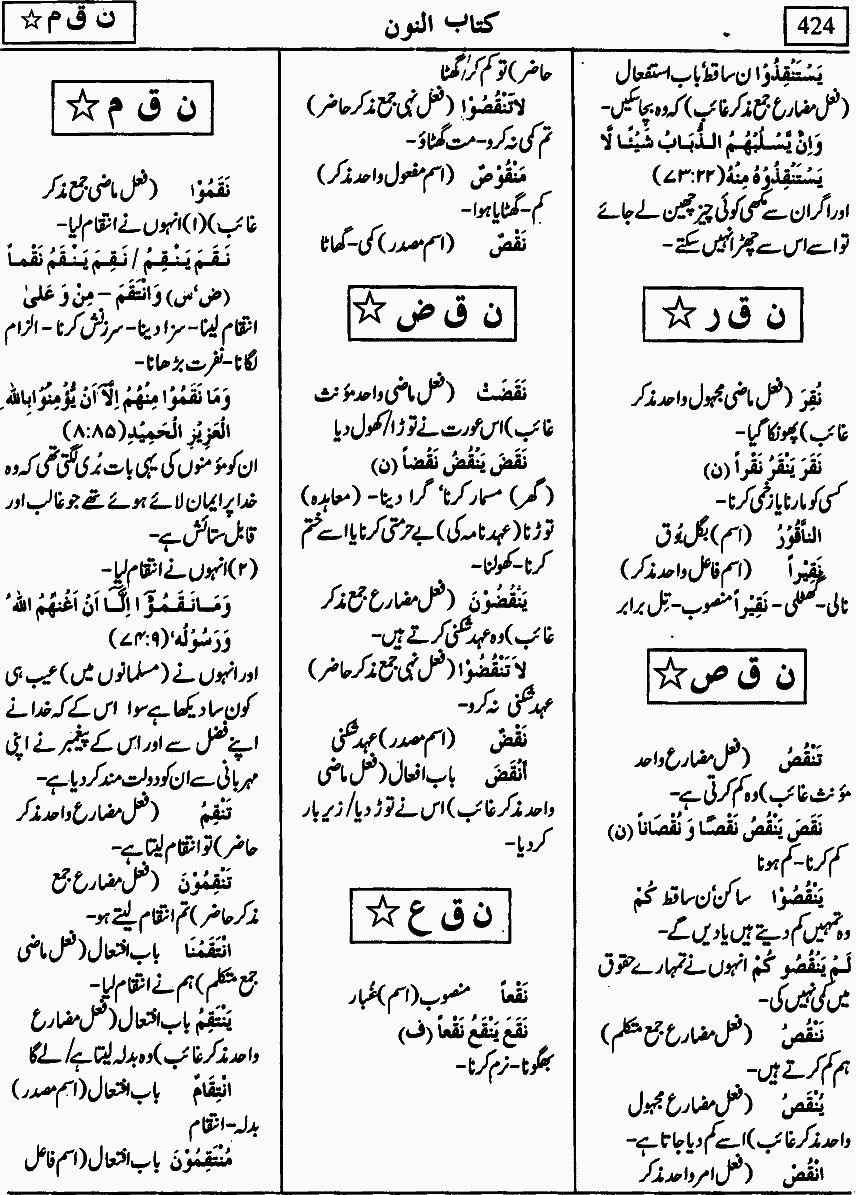 424
كتاب النون
ن ق م ☆
يَسْتَنْقِذُوْا ن ساقط باب استفعال
(فعل مضارع جمع مذکر غائب) کہ وہ بچا سکیں۔
وَاِنْ يَّسْلُبْهُمُ الذُّبَابُ شَيْئًا لَّا
يَسْتَنْقِذُوْهُ مِنْهُ (۷۳:۲۲)
اور اگر ان سے مکھی کوئی چیز چھین لے جائے
تو اسے اس سے چھڑا نہیں سکتے۔
ن ق ر ☆
نُقِرَ (فعل ماضی مجہول واحد مذکر
غائب) پھونکا گیا۔
نَقَرَ يَنْقُرُ نَقْراً (ن)
کسی کو مارنا یا زخمی کرنا۔
النَّاقُوْرُ (اسم) بگل بُوق
نَقِيْراً (اسم فاعل واحد مذکر)
نالی۔ گٹھلی۔ نَقِيْراً منصوب۔ تِل برابر
ن ق ص ☆
تَنْقُصُ (فعل مضارع واحد
مؤنث غائب) وہ کم کرتی ہے۔
نَقَصَ يَنْقُصُ نَقْصًا وَ نُقْصَاناً (ن)
کم کرنا۔ کم ہونا
يَنْقُصُوْا ساکن ن ساقط کُمْ
وہ تمہیں کم دیتے ہیں یا دیں گے۔
لَمْ يَنْقُصُوْ كُمْ انہوں نے تمہارے حقوق
میں کمی نہیں کی۔
نَنْقُصُ (فعل مضارع جمع متکلم)
ہم کم کرتے ہیں۔
يُنْقَصُ (فعل مضارع مجہول
واحد مذکر غائب) اسے کم دیا جاتا ہے۔
انْقُصْ (فعل امر واحد مذکر
حاضر) تو کم کر/گھٹا
لَاتَنْقُصُوْا (فعل نہی جمع مذکر حاضر)
تم کمی نہ کرو۔ مت گھٹاؤ۔
مَنْقُوْصٌ (اسم مفعول واحد مذکر)
کم۔ گھٹایا ہوا۔
نَقْصٌ (اسم مصدر) کمی۔ گھاٹا
ن ق ض ☆
نَقَضَتْ (فعل ماضی واحد مؤنث
غائب) اس عورت نے توڑا/کھول دیا
نَقَضَ يَنْقُضُ نَقْضاً (ن)
(گھر) مسمار کرنا، گرا دینا۔ (معاہدہ)
توڑنا (عہد نامہ کی) بے حرمتی کرنا یا اسے ختم
کرنا۔ کھولنا۔
يَنْقُضُوْنَ (فعل مضارع جمع مذکر
غائب) وہ عہد شکنی کرتے ہیں۔
لَا تَنْقُضُوْا (فعل نہی جمع مذکر حاضر)
عہد شکنی نہ کرو۔
نَقْضٌ (اسم مصدر) عہد شکنی
أَنْقَضَ باب افعال (فعل ماضی
واحد مذکر غائب) اس نے توڑ دیا/ زیر بار
کر دیا۔
ن ق ع ☆
نَقْعاً منصوب (اسم) غُبار
نَقَعَ يَنْقَعُ نَقْعاً (ف)
بھگونا۔ نرم کرنا۔
ن ق م ☆
نَقَمُوْا (فعل ماضی جمع مذکر
غائب) (۱) انہوں نے انتقام لیا۔
نَقَمَ يَنْقِمُ / نَقِمَ يَنْقَمُ نَقْماً
(ض،س) وَانْتَقَمَ – مِنْ وَ عَلىٰ
انتقام لینا۔ سزا دینا۔ سرزنش کرنا۔ الزام
لگانا۔ نفرت بڑھانا۔
وَمَا نَقَمُوْا مِنْهُمْ اِلَّآ اَنْ يُّؤْمِنُوْا بِاللهِ
الْعَزِيْزِ الْحَمِيْدِ (۸:۸۵)
ان کو مؤمنوں کی یہی بات بُری لگتی تھی کہ وہ
خدا پر ایمان لائے ہوئے تھے جو غالب اور
قابل ستائش ہے۔
(۲) انہوں نے انتقام لیا۔
وَمَا نَقَمُوْٓا اِلَّآ اَنْ اَغْنٰهُمُ اللهُ
وَرَسُوْلُه' (۷۴:۹)
اور انہوں نے (مسلمانوں میں) عیب ہی
کون سا دیکھا ہے سوا اس کے کہ خدا نے
اپنے فضل سے اور اس کے پیغمبر نے اپنی
مہربانی سے ان کو دولت مند کر دیا ہے۔
تَنْقِمُ (فعل مضارع واحد مذکر
حاضر) تو انتقام لیتا ہے۔
تَنْقِمُوْنَ (فعل مضارع جمع
مذکر حاضر) تم انتقام لیتے ہو۔
انْتَقَمْنَا باب افتعال (فعل ماضی
جمع متکلم) ہم نے انتقام لیا۔
يَنْتَقِمُ باب افتعال (فعل مضارع
واحد مذکر غائب) وہ بدلہ لیتا ہے/ لے گا
انْتِقَامٌ باب افتعال (اسم مصدر)
بدلہ۔ انتقام
مُنْتَقِمُوْنَ باب افتعال (اسم فاعل